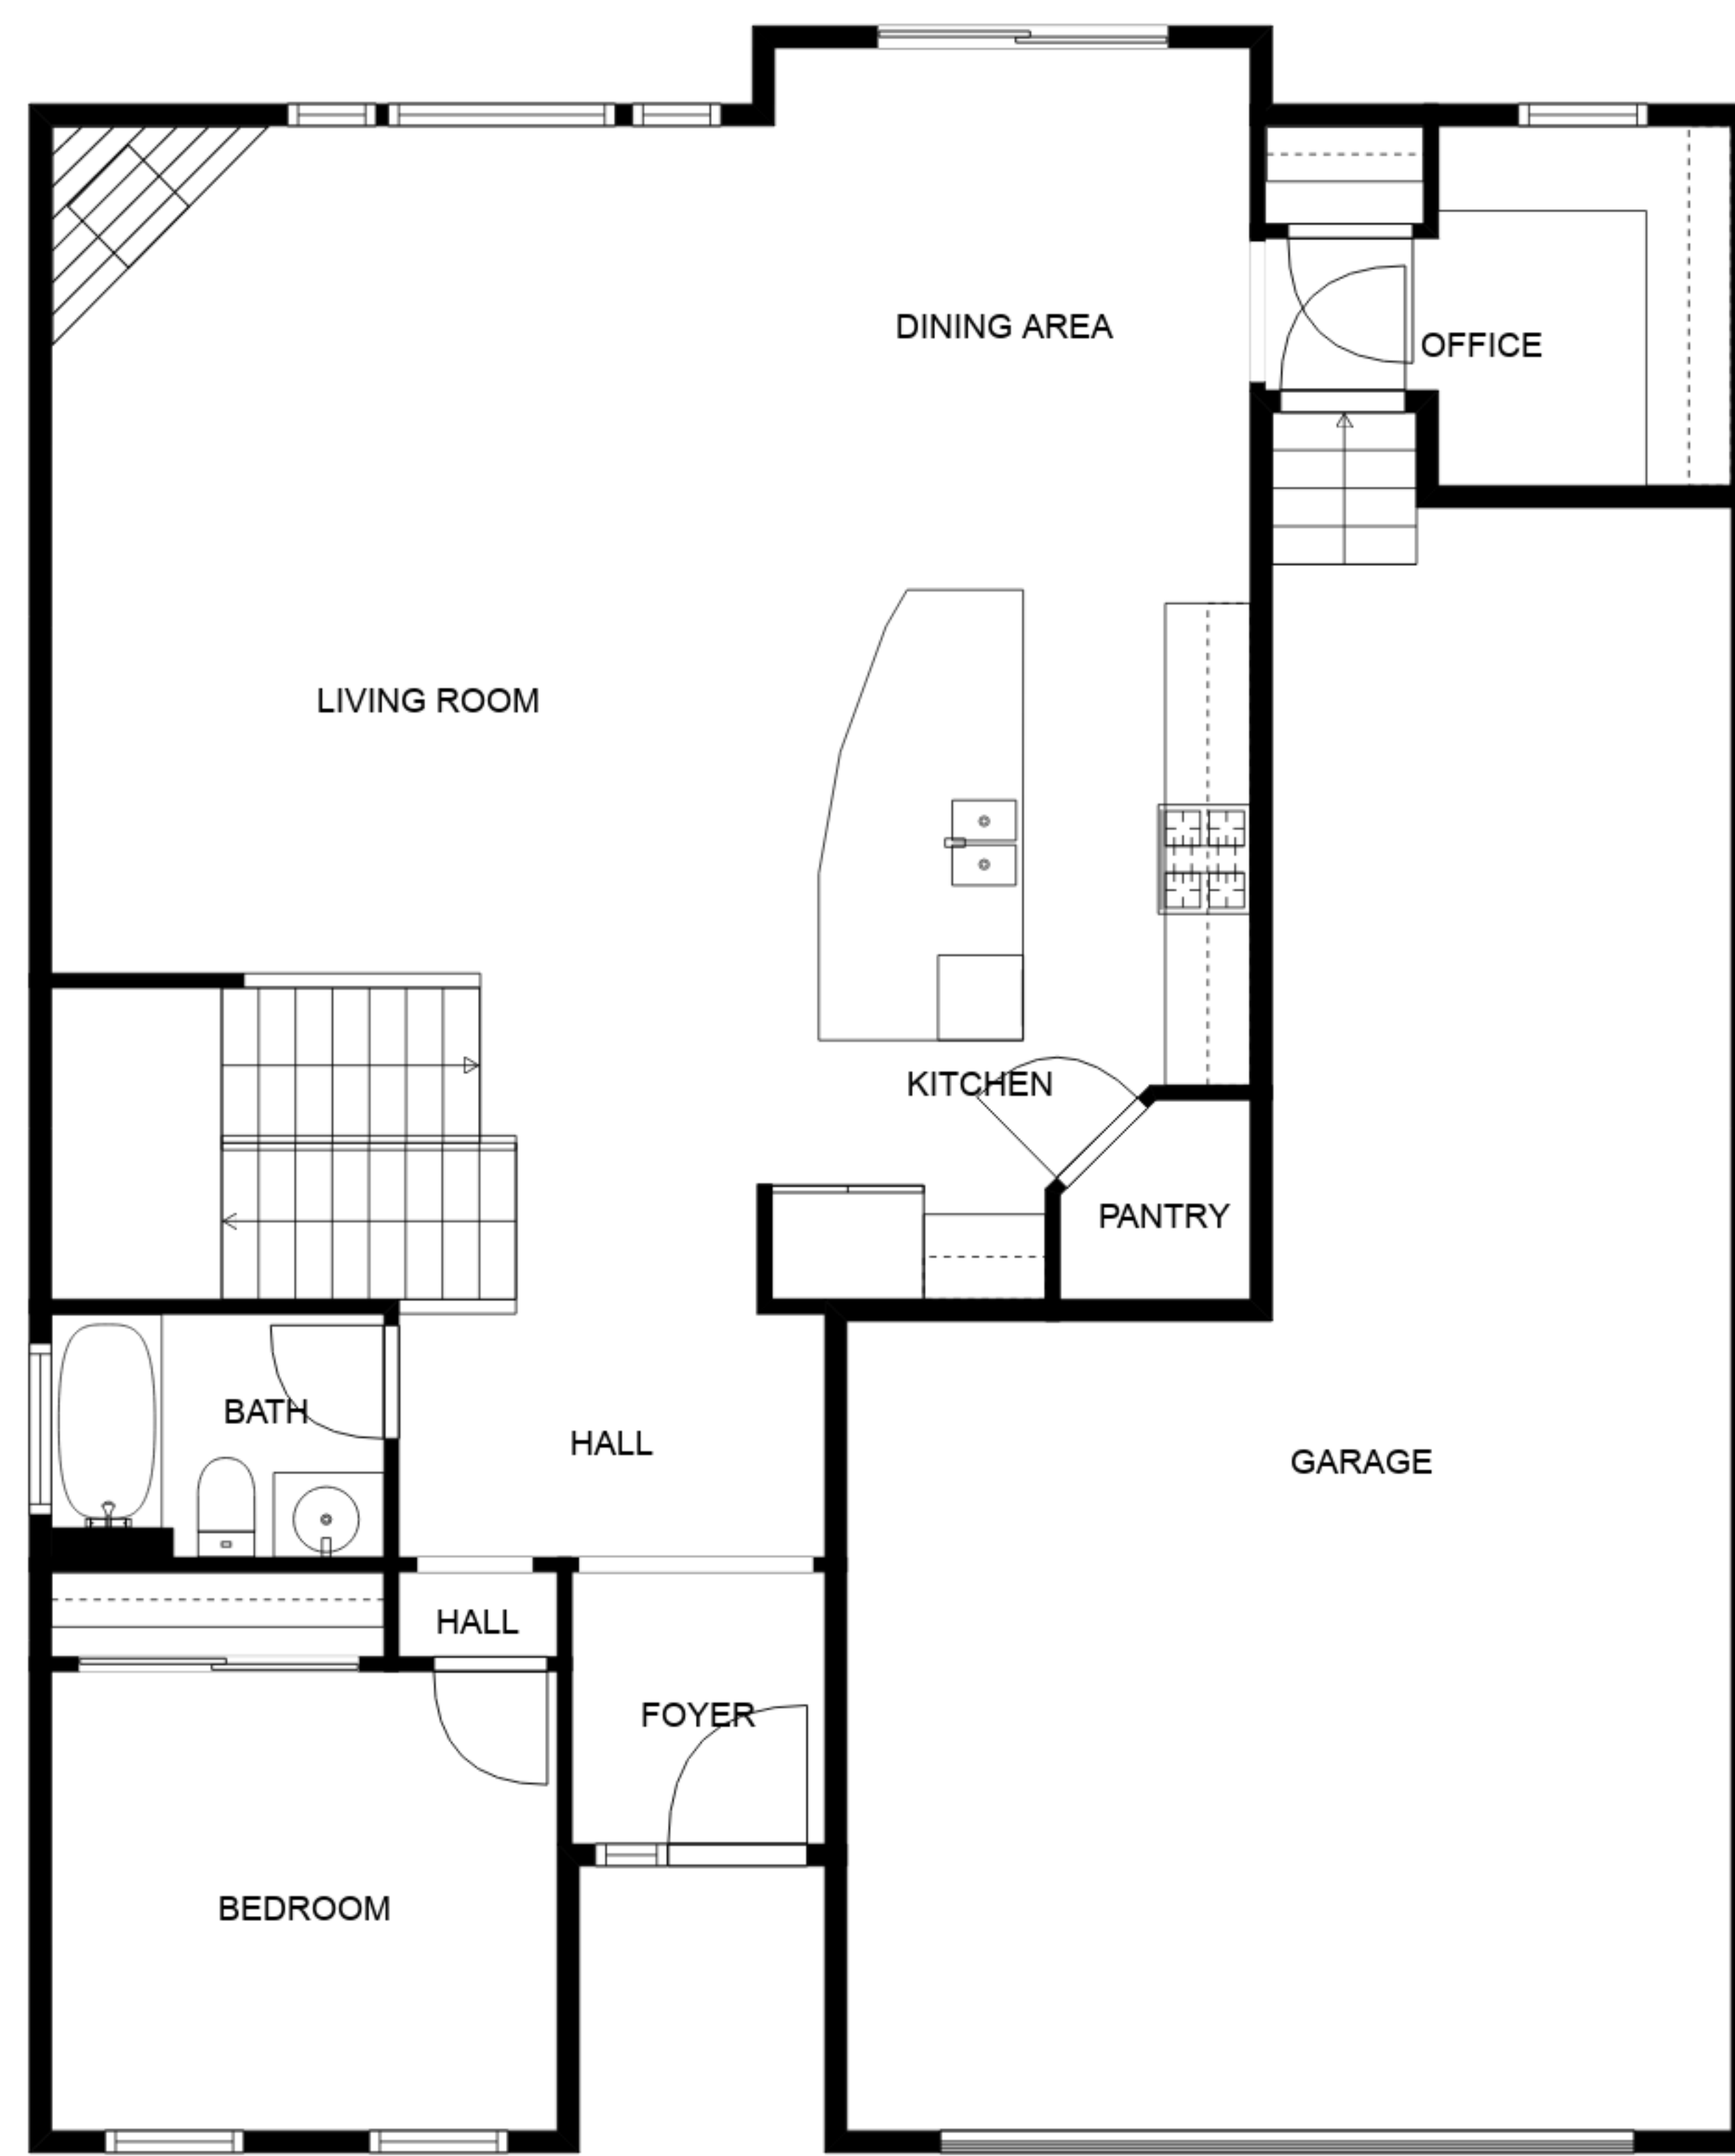 DINING AREA
OFFICE
LIVING ROOM
KITCHEN
PANTRY
BATH
HALL
GARAGE
HALL
FOYER
BEDROOM